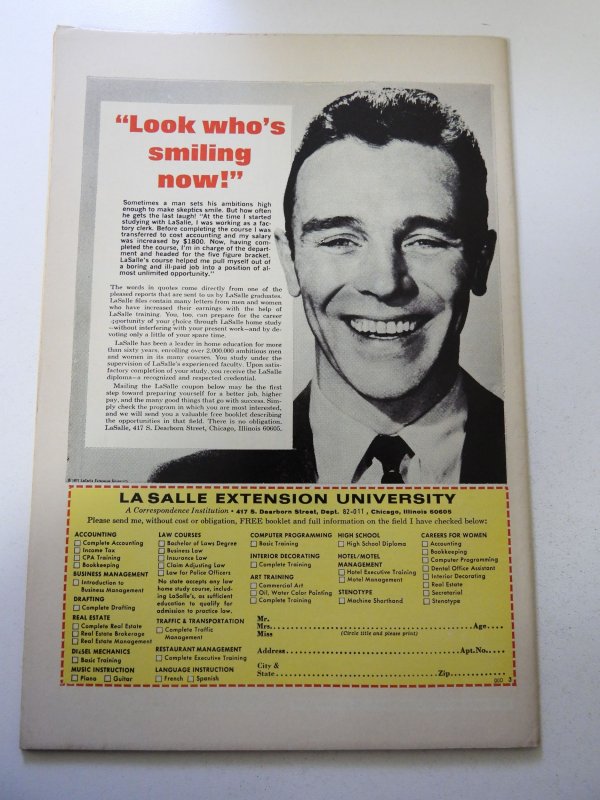 “Look who’s
smiling
now!”
Sometimes a man sets his ambitions high
enough to make skeptics smile. But how often
he gets the last laugh! “At the time I started
studying with LaSalle, I was working as a fac-
tory clerk. Before completing the course I was
transferred to cost accounting and my salary
was increased by $1800. Now, having com-
pleted the course, I’m in charge of the depart-
ment and headed for the five figure bracket.
LaSalle’s course helped me pull myself out of
a boring and ill-paid job into a position of al-
most unlimited opportunity.”
The words in quotes come directly from one of the
pleased reports that are sent to us by LaSalle graduates.
LaSalle files contain many letters from men and women
who have increased their earnings with the help of
LaSalle training. You, too, can prepare for the career
opportunity of your choice through LaSalle home study
—without interfering with your present work—and by de-
voting only a little of your spare time.
LaSalle has been a leader in home education for more
than sixty years, enrolling over 2,000,000 ambitious men
and women in its many courses. You study under the
supervision of LaSalle’s experienced faculty. Upon satis-
factory completion of your study, you receive the LaSalle
diploma—a recognized and respected credential.
Mailing the LaSalle coupon below may be the first
step toward preparing yourself for a better job, higher
pay, and the many good things that go with success. Sim-
ply check the program in which you are most interested,
and we will send you a valuable free booklet describing
the opportunities in that field. There is no obligation.
LaSalle, 417 S. Dearborn Street, Chicago, Illinois 60605.
© 1971 LaSalle Extension University
LA SALLE EXTENSION UNIVERSITY
A Correspondence Institution • 417 S. Dearborn Street, Dept. 82-011, Chicago, Illinois 60605
Please send me, without cost or obligation, FREE booklet and full information on the field I have checked below:
ACCOUNTING
Complete Accounting
Income Tax
CPA Training
Bookkeeping
BUSINESS MANAGEMENT
Introduction to
Business Management
DRAFTING
Complete Drafting
REAL ESTATE
Complete Real Estate
Real Estate Brokerage
Real Estate Management
DIESEL MECHANICS
Basic Training
MUSIC INSTRUCTION
Piano Guitar
LAW COURSES
Bachelor of Laws Degree
Business Law
Insurance Law
Claim Adjusting Law
Law for Police Officers
No state accepts any law
home study course, includ-
ing LaSalle’s, as sufficient
education to qualify for
admission to practice law.
TRAFFIC & TRANSPORTATION
Complete Traffic
Management
RESTAURANT MANAGEMENT
Complete Executive Training
LANGUAGE INSTRUCTION
French Spanish
COMPUTER PROGRAMMING
Basic Training
INTERIOR DECORATING
Complete Training
ART TRAINING
Commercial Art
Oil, Water Color Painting
Complete Training
HIGH SCHOOL
High School Diploma
HOTEL/MOTEL
MANAGEMENT
Hotel Executive Training
Motel Management
STENOTYPE
Machine Shorthand
CAREERS FOR WOMEN
Accounting
Bookkeeping
Computer Programming
Dental Office Assistant
Interior Decorating
Real Estate
Secretarial
Stenotype
Mr.
Mrs. Age
Miss (Circle title and please print)
Address Apt.No.
City &
State Zip
3